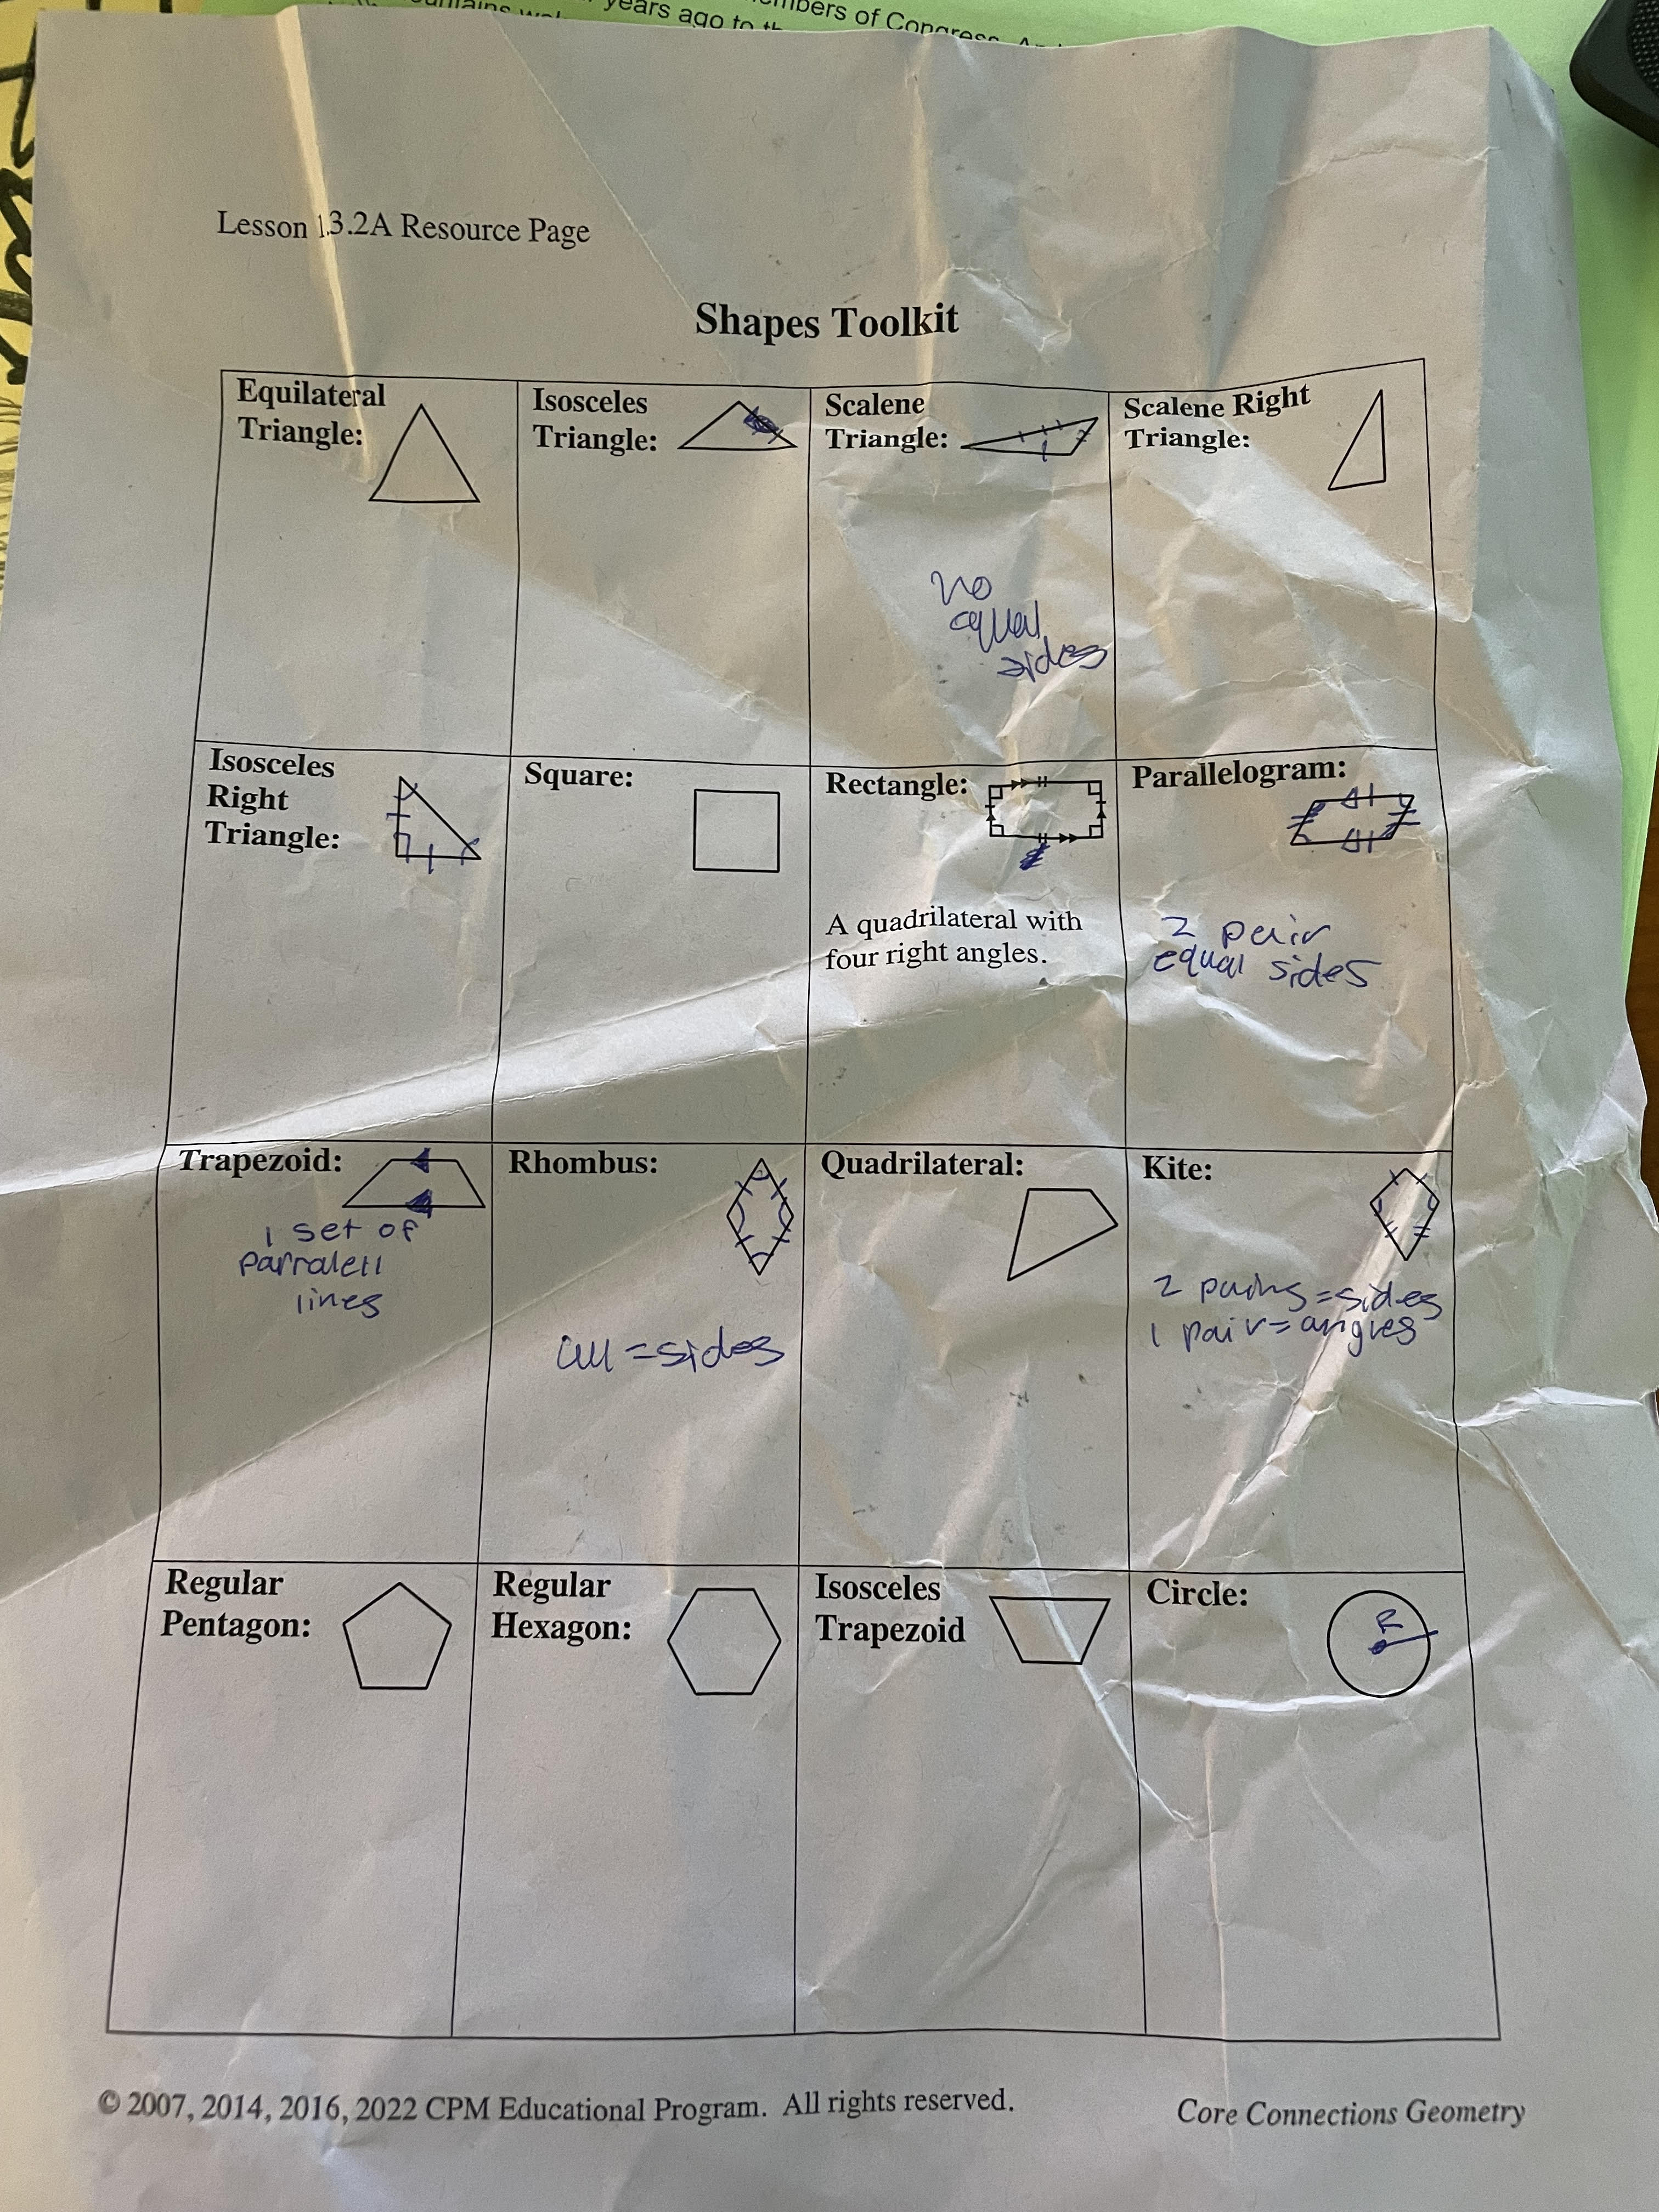 years ago to th
mbers of Congress. An
Lesson 1.3.2A Resource Page
Shapes Toolkit
Equilateral
Triangle:
Isosceles
Triangle:
Scalene
Triangle:
no
equal
sides
Scalene Right
Triangle:
Isosceles
Right
Triangle:
Square:
Rectangle:
A quadrilateral with
four right angles.
Parallelogram:
2 pair
equal sides
Trapezoid:
1 set of
parralell
lines
Rhombus:
all = sides
Quadrilateral:
Kite:
2 pairs = sides
1 pair = angles
Regular
Pentagon:
Regular
Hexagon:
Isosceles
Trapezoid
Circle:
R
© 2007, 2014, 2016, 2022 CPM Educational Program. All rights reserved.
Core Connections Geometry